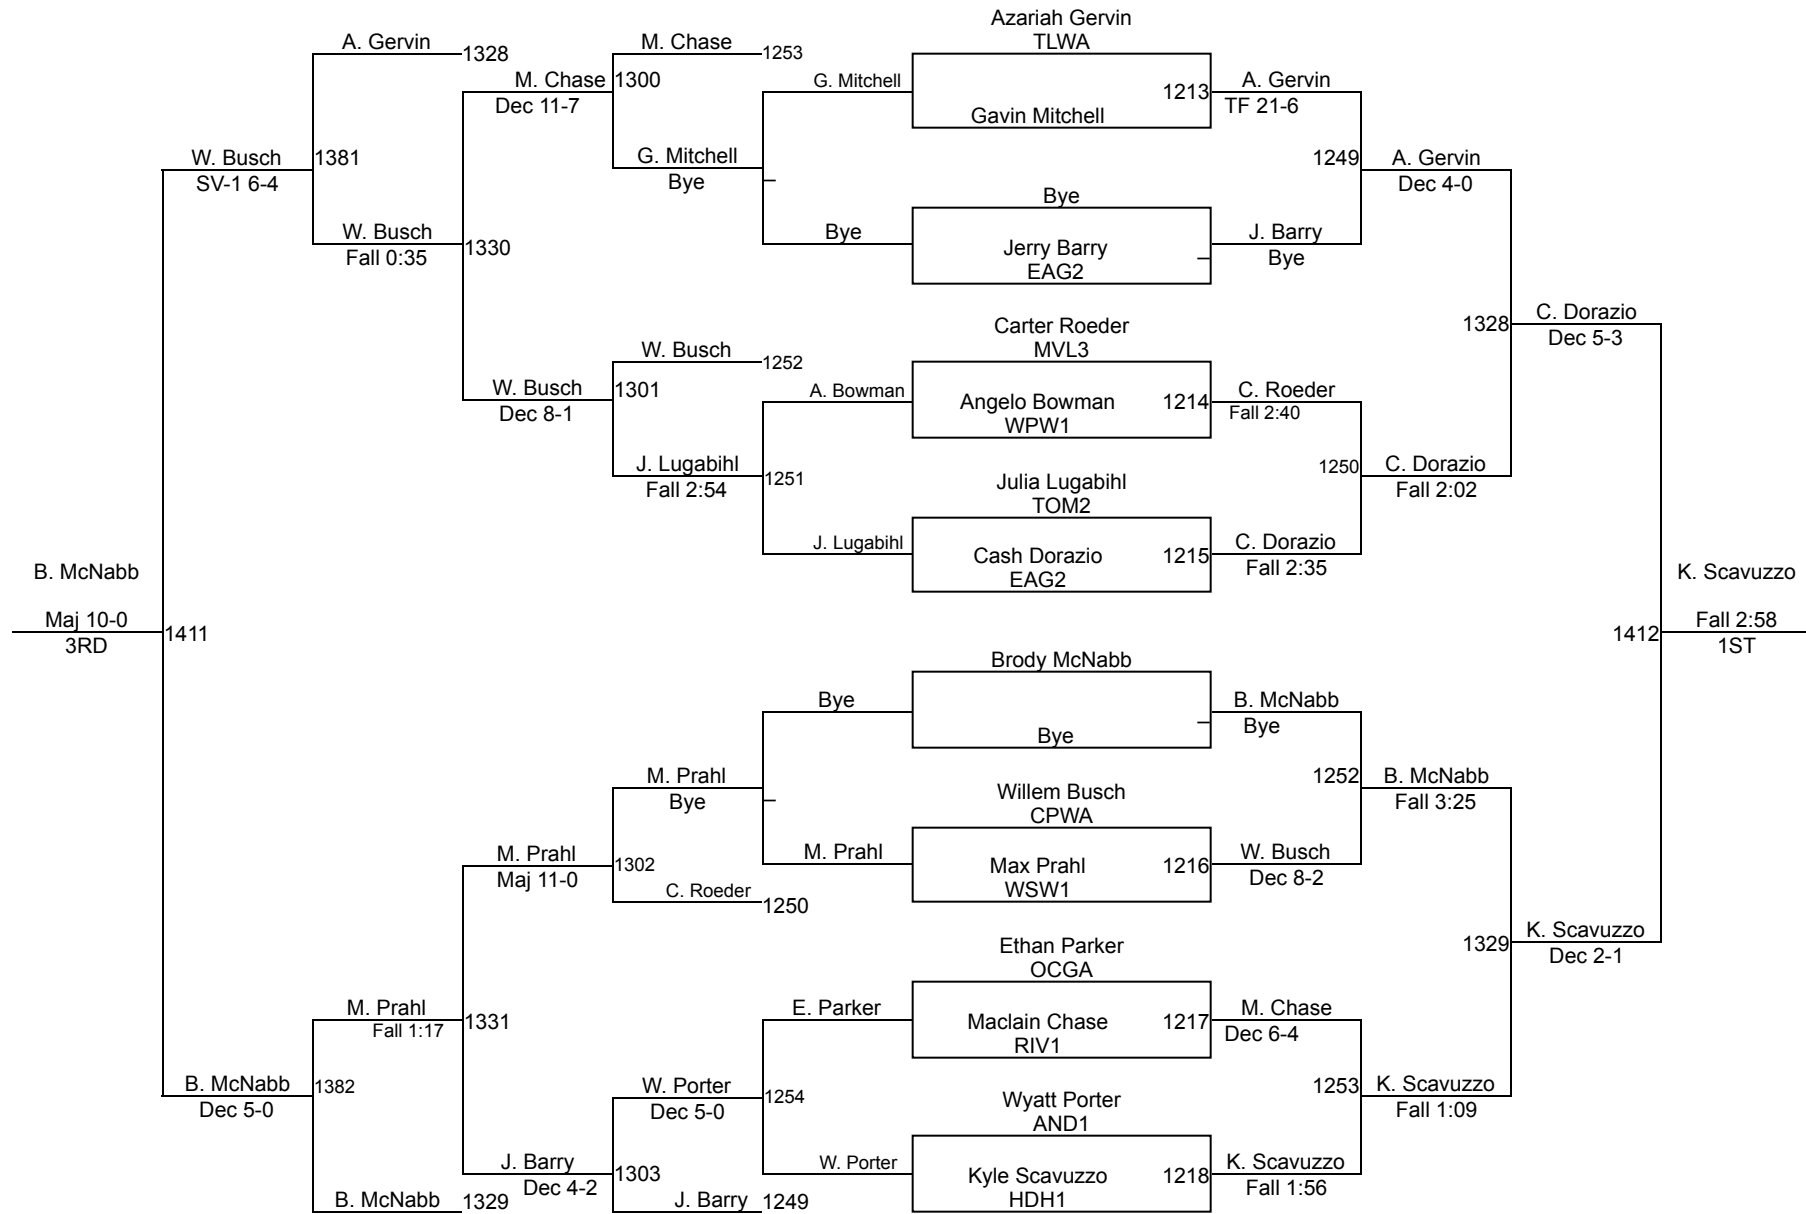 Azariah Gervin
TLWA
A. Gervin
1328
M. Chase
1253
M. Chase
1300
Dec 11-7
G. Mitchell
1213
A. Gervin
TF 21-6
Gavin Mitchell
W. Busch
1381
SV-1 6-4
G. Mitchell
Bye
1249
A. Gervin
Dec 4-0
Bye
W. Busch
Fall 0:35
1330
Bye
Jerry Barry
EAG2
J. Barry
Bye
Carter Roeder
MVL3
1328
C. Dorazio
Dec 5-3
W. Busch
1252
W. Busch
1301
Dec 8-1
A. Bowman
Angelo Bowman
WPW1
1214
C. Roeder
Fall 2:40
J. Lugabihl
Fall 2:54
1251
Julia Lugabihl
TOM2
1250
C. Dorazio
Fall 2:02
J. Lugabihl
Cash Dorazio
EAG2
1215
C. Dorazio
Fall 2:35
B. McNabb
Maj 10-0
3RD
1411
K. Scavuzzo
1412
Fall 2:58
1ST
Brody McNabb
Bye
B. McNabb
Bye
Bye
M. Prahl
Bye
Willem Busch
CPWA
1252
B. McNabb
Fall 3:25
M. Prahl
Maj 11-0
1302
M. Prahl
Max Prahl
WSW1
1216
W. Busch
Dec 8-2
C. Roeder
1250
Ethan Parker
OCGA
1329
K. Scavuzzo
Dec 2-1
M. Prahl
Fall 1:17
1331
E. Parker
Maclain Chase
RIV1
1217
M. Chase
Dec 6-4
B. McNabb
Dec 5-0
1382
W. Porter
Dec 5-0
1254
Wyatt Porter
AND1
1253
K. Scavuzzo
Fall 1:09
J. Barry
Dec 4-2
1303
W. Porter
Kyle Scavuzzo
HDH1
1218
K. Scavuzzo
Fall 1:56
B. McNabb
1329
J. Barry
1249